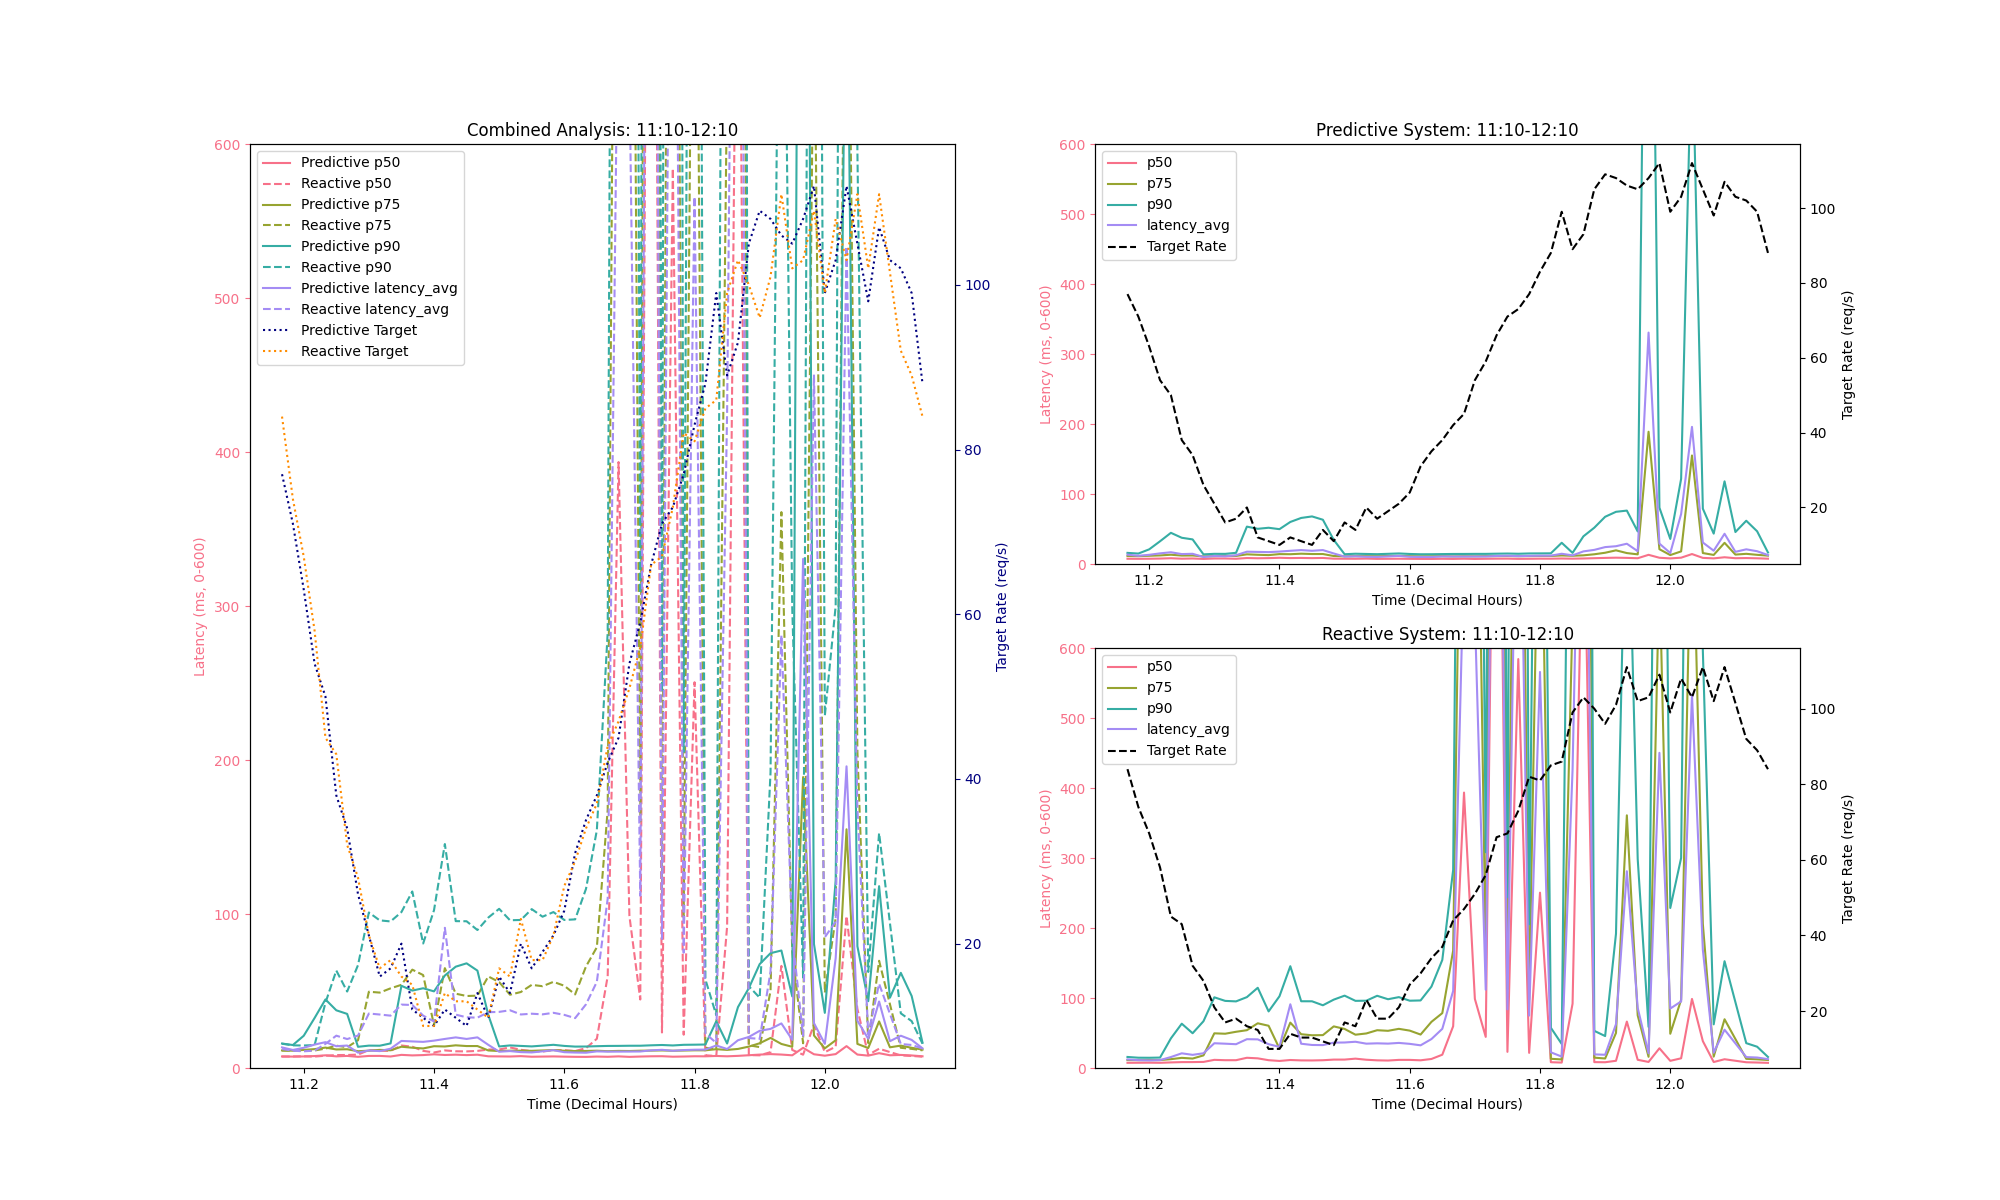 Combined Analysis: 11:10-12:10
600
500
400
300
200
100
0
Latency (ms, 0-600)
Predictive p50
Reactive p50
Predictive p75
Reactive p75
Predictive p90
Reactive p90
Predictive latency_avg
Reactive latency_avg
Predictive Target
Reactive Target
100
80
60
40
20
Target Rate (req/s)
11.2 11.4 11.6 11.8 12.0
Time (Decimal Hours)
Predictive System: 11:10-12:10
600
500
400
300
200
100
0
Latency (ms, 0-600)
p50
p75
p90
latency_avg
Target Rate
100
80
60
40
20
Target Rate (req/s)
11.2 11.4 11.6 11.8 12.0
Time (Decimal Hours)
Reactive System: 11:10-12:10
600
500
400
300
200
100
0
Latency (ms, 0-600)
p50
p75
p90
latency_avg
Target Rate
100
80
60
40
20
Target Rate (req/s)
11.2 11.4 11.6 11.8 12.0
Time (Decimal Hours)